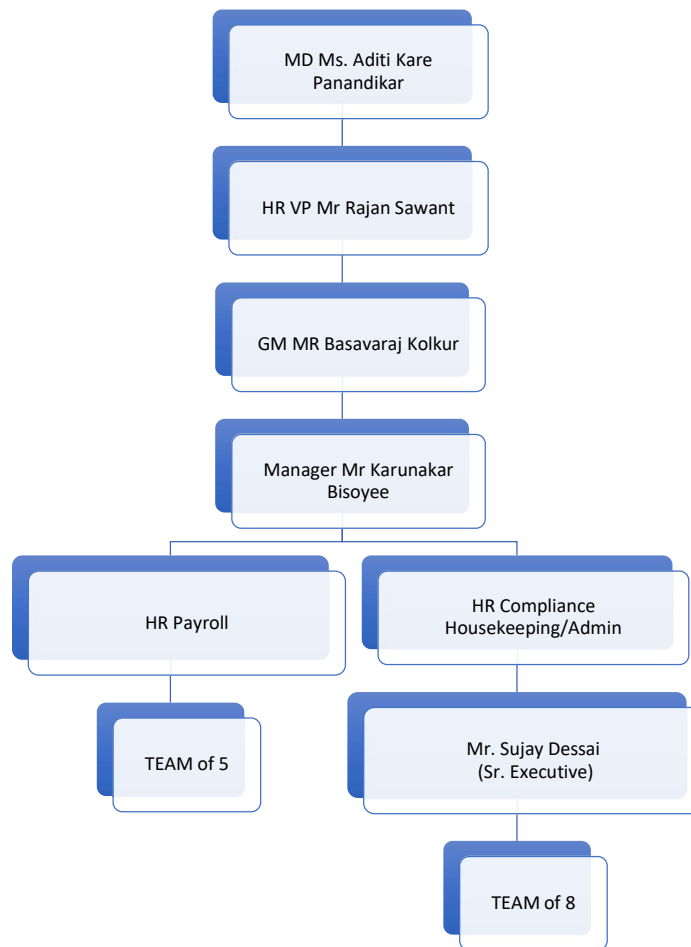 MD Ms. Aditi Kare
Panandikar
HR VP Mr Rajan Sawant
GM MR Basavaraj Kolkur
Manager Mr Karunakar
Bisoyee
HR Payroll
HR Compliance
Housekeeping/Admin
TEAM of 5
Mr. Sujay Dessai
(Sr. Executive)
TEAM of 8